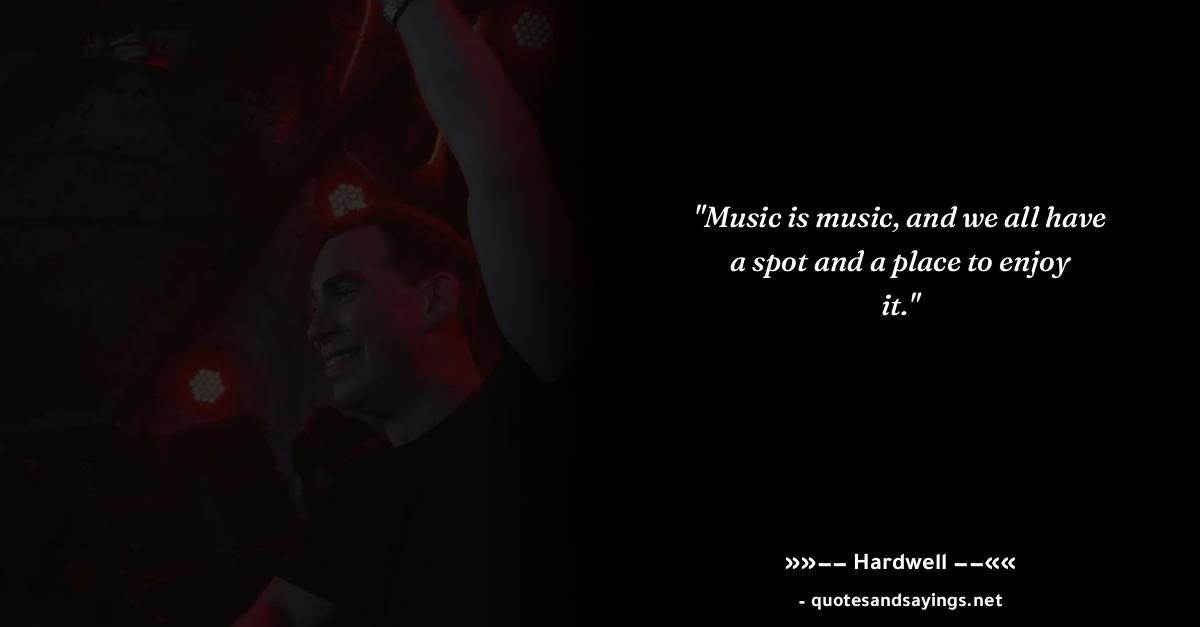 "Music is music, and we all have
a spot and a place to enjoy
it."
»»−− Hardwell −−««
- quotesandsayings.net